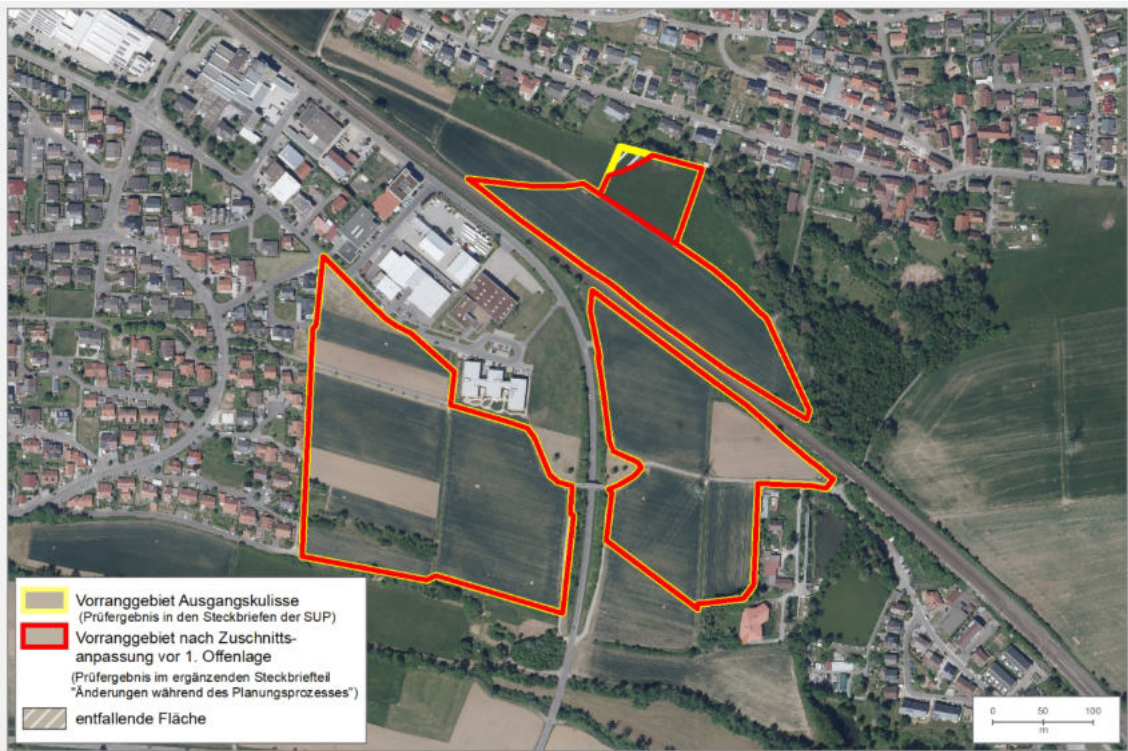 Vorranggebiet Ausgangskulisse
(Prüfergebnis in den Steckbriefen der SUP)
Vorranggebiet nach Zuschnitts-
anpassung vor 1. Offenlage
(Prüfergebnis im ergänzenden Steckbriefteil
"Änderungen während des Planungsprozesses")
entfallende Fläche
0 50 100
m